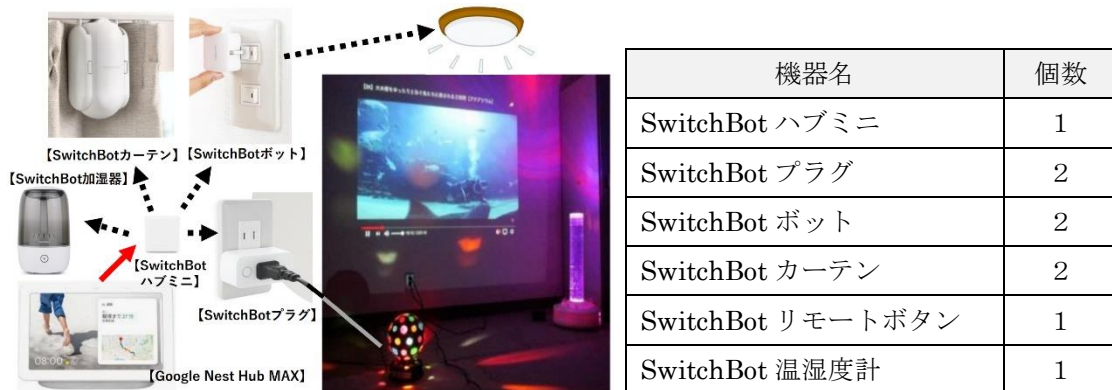 【SwitchBotカーテン】
【SwitchBotボット】
【SwitchBot加湿器】
【SwitchBot
ハブミニ】
【SwitchBotプラグ】
【Google Nest Hub MAX】
08:00
機器名 個数
SwitchBot ハブミニ 1
SwitchBot プラグ 2
SwitchBot ボット 2
SwitchBot カーテン 2
SwitchBot リモートボタン 1
SwitchBot 温湿度計 1